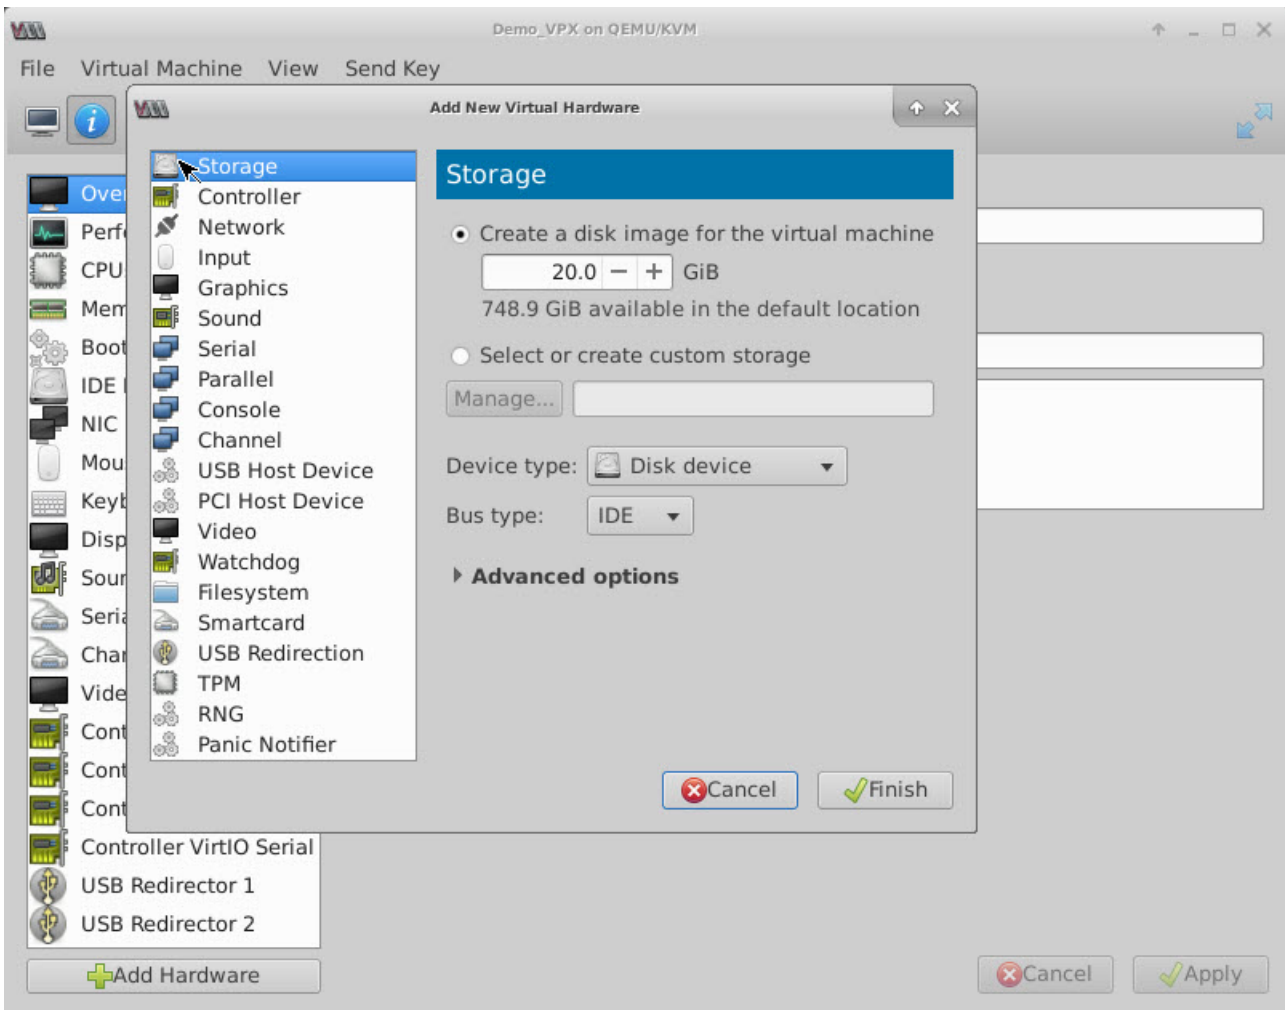 Demo_VPX on QEMU/KVM
File Virtual Machine View Send Key
Add New Virtual Hardware
Storage
Controller
Network
Input
Graphics
Sound
Serial
Parallel
Console
Channel
USB Host Device
PCI Host Device
Video
Watchdog
Filesystem
Smartcard
USB Redirection
TPM
RNG
Panic Notifier
Storage
Create a disk image for the virtual machine
20.0 − + GiB
748.9 GiB available in the default location
Select or create custom storage
Manage...
Device type: Disk device
Bus type: IDE
Advanced options
Cancel Finish
Over
Perf
CPU
Mem
Boot
IDE
NIC
Mou
Keyb
Disp
Soun
Seria
Char
Vide
Cont
Cont
Cont
Controller VirtIO Serial
USB Redirector 1
USB Redirector 2
Add Hardware
Cancel Apply